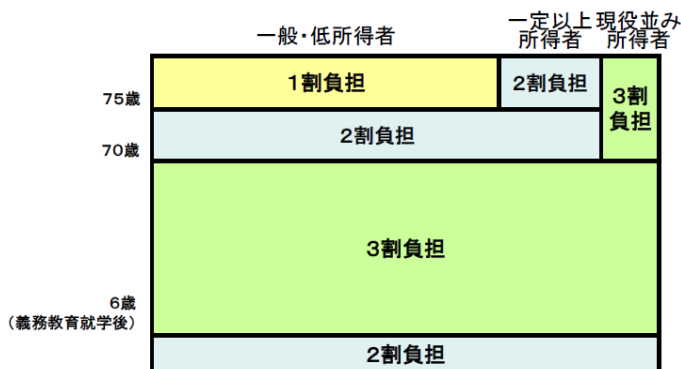 一般・低所得者
一定以上
所得者
現役並み
所得者
1割負担
2割負担
3割
負担
75歳
2割負担
70歳
3割負担
6歳
（義務教育就学後）
2割負担